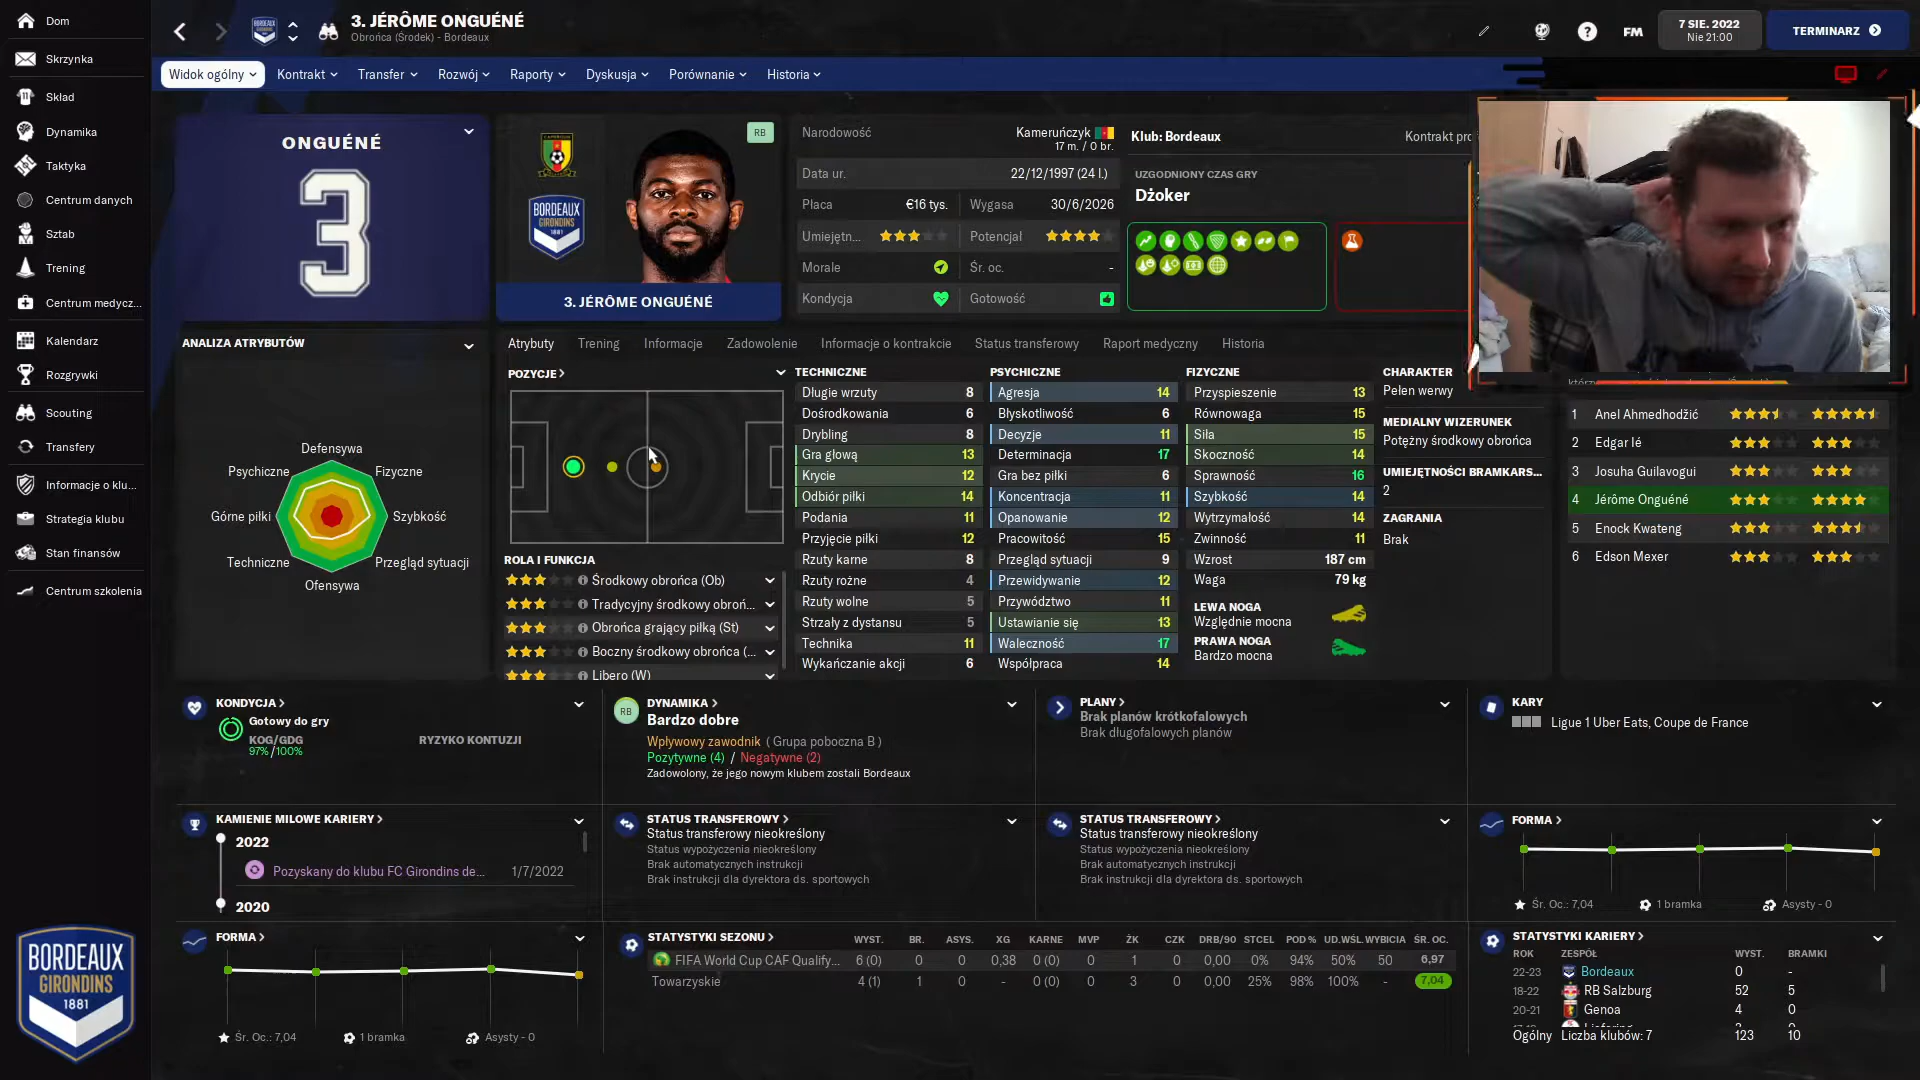 Dom
Skrzynka
Skład
Dynamika
Taktyka
Centrum danych
Sztab
Trening
Centrum medycz...
Kalendarz
Rozgrywki
Scouting
Transfery
Informacje o klu...
Strategia klubu
Stan finansów
Centrum szkolenia
BORDEAUX
GIRONDINS
1881
3. JÉRÔME ONGUÉNÉ
Obrońca (Środek) - Bordeaux
FM
7 SIE. 2022
Nie 21:00
TERMINARZ
Widok ogólny
Kontrakt
Transfer
Rozwój
Raporty
Dyskusja
Porównanie
Historia
ONGUÉNÉ
3
RB
BORDEAUX
GIRONDINS
1881
3. JÉRÔME ONGUÉNÉ
Narodowość Kameruńczyk
17 m. / 0 br.
Data ur. 22/12/1997 (24 l.)
Płaca €16 tys. Wygasa 30/6/2026
Umiejętn... Potencjał
Morale Śr. oc. -
Kondycja Gotowość
Klub: Bordeaux
Kontrakt pro
UZGODNIONY CZAS GRY
Dżoker
ANALIZA ATRYBUTÓW
Defensywa
Psychiczne Fizyczne
Górne piłki Szybkość
Techniczne Przegląd sytuacji
Ofensywa
Atrybuty Trening Informacje Zadowolenie Informacje o kontrakcie Status transferowy Raport medyczny Historia
POZYCJE
ROLA I FUNKCJA
Środkowy obrońca (Ob)
Tradycyjny środkowy obroń...
Obrońca grający piłką (St)
Boczny środkowy obrońca (...
Libero (W)
TECHNICZNE
Długie wrzuty 8
Dośrodkowania 6
Drybling 8
Gra głową 13
Krycie 12
Odbiór piłki 14
Podania 11
Przyjęcie piłki 12
Rzuty karne 8
Rzuty rożne 4
Rzuty wolne 5
Strzały z dystansu 5
Technika 11
Wykańczanie akcji 6
PSYCHICZNE
Agresja 14
Błyskotliwość 6
Decyzje 11
Determinacja 17
Gra bez piłki 6
Koncentracja 11
Opanowanie 12
Pracowitość 15
Przegląd sytuacji 9
Przewidywanie 12
Przywództwo 11
Ustawianie się 13
Waleczność 17
Współpraca 14
FIZYCZNE
Przyspieszenie 13
Równowaga 15
Siła 15
Skoczność 14
Sprawność 16
Szybkość 14
Wytrzymałość 14
Zwinność 11
Wzrost 187 cm
Waga 79 kg
LEWA NOGA
Względnie mocna
PRAWA NOGA
Bardzo mocna
CHARAKTER
Pełen werwy
MEDIALNY WIZERUNEK
Potężny środkowy obrońca
UMIEJĘTNOŚCI BRAMKARS...
2
ZAGRANIA
Brak
1 Anel Ahmedhodžić
2 Edgar Ié
3 Josuha Guilavogui
4 Jérôme Onguéné
5 Enock Kwateng
6 Edson Mexer
KONDYCJA
Gotowy do gry
KOG/GDG
97% / 100%
RYZYKO KONTUZJI
RB
DYNAMIKA
Bardzo dobre
Wpływowy zawodnik ( Grupa poboczna B )
Pozytywne (4) / Negatywne (2)
Zadowolony, że jego nowym klubem zostali Bordeaux
PLANY
Brak planów krótkofalowych
Brak długofalowych planów
KARY
Ligue 1 Uber Eats, Coupe de France
KAMIENIE MILOWE KARIERY
2022
Pozyskany do klubu FC Girondins de... 1/7/2022
2020
STATUS TRANSFEROWY
Status transferowy nieokreślony
Status wypożyczenia nieokreślony
Brak automatycznych instrukcji
Brak instrukcji dla dyrektora ds. sportowych
STATUS TRANSFEROWY
Status transferowy nieokreślony
Status wypożyczenia nieokreślony
Brak automatycznych instrukcji
Brak instrukcji dla dyrektora ds. sportowych
FORMA
Śr. Oc.: 7,04 1 bramka Asysty - 0
FORMA
Śr. Oc.: 7,04 1 bramka Asysty - 0
STATYSTYKI SEZONU WYST. BR. ASYS. XG KARNE MVP ŻK CZK DRB/90 STCEL POD % UD.WŚL. WYBICIA ŚR. OC.
FIFA World Cup CAF Qualify... 6 (0) 0 0 0,38 0 (0) 0 1 0 0,00 0% 94% 50% 50 6,97
Towarzyskie 4 (1) 1 0 - 0 (0) 0 3 0 0,00 25% 98% 100% - 7,04
STATYSTYKI KARIERY
ROK ZESPÓŁ WYST. BRAMKI
22-23 Bordeaux 0 -
18-22 RB Salzburg 52 5
20-21 Genoa 4 0
Ogólny Liczba klubów: 7 123 10